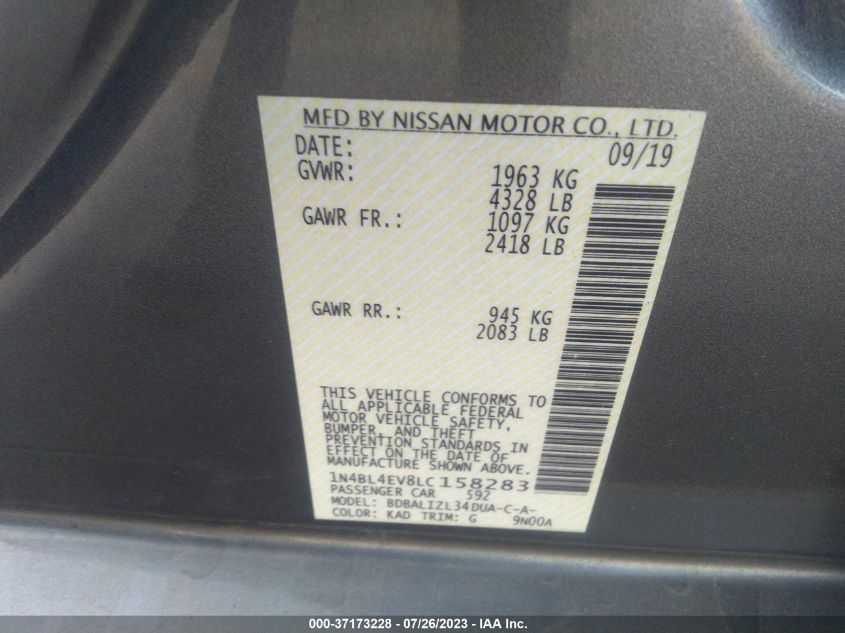 MFD BY NISSAN MOTOR CO., LTD.
DATE: 09/19
GVWR: 1963 KG
4328 LB
GAWR FR.: 1097 KG
2418 LB
GAWR RR.: 945 KG
2083 LB
THIS VEHICLE CONFORMS TO
ALL APPLICABLE FEDERAL
MOTOR VEHICLE SAFETY,
BUMPER, AND THEFT
PREVENTION STANDARDS IN
EFFECT ON THE DATE OF
MANUFACTURE SHOWN ABOVE.
1N4BL4EV8LC158283
PASSENGER CAR 592
MODEL: BDBALIZL34DUA-C-A-
COLOR: KAD TRIM: G 9N00A
000-37173228 - 07/26/2023 - IAA Inc.